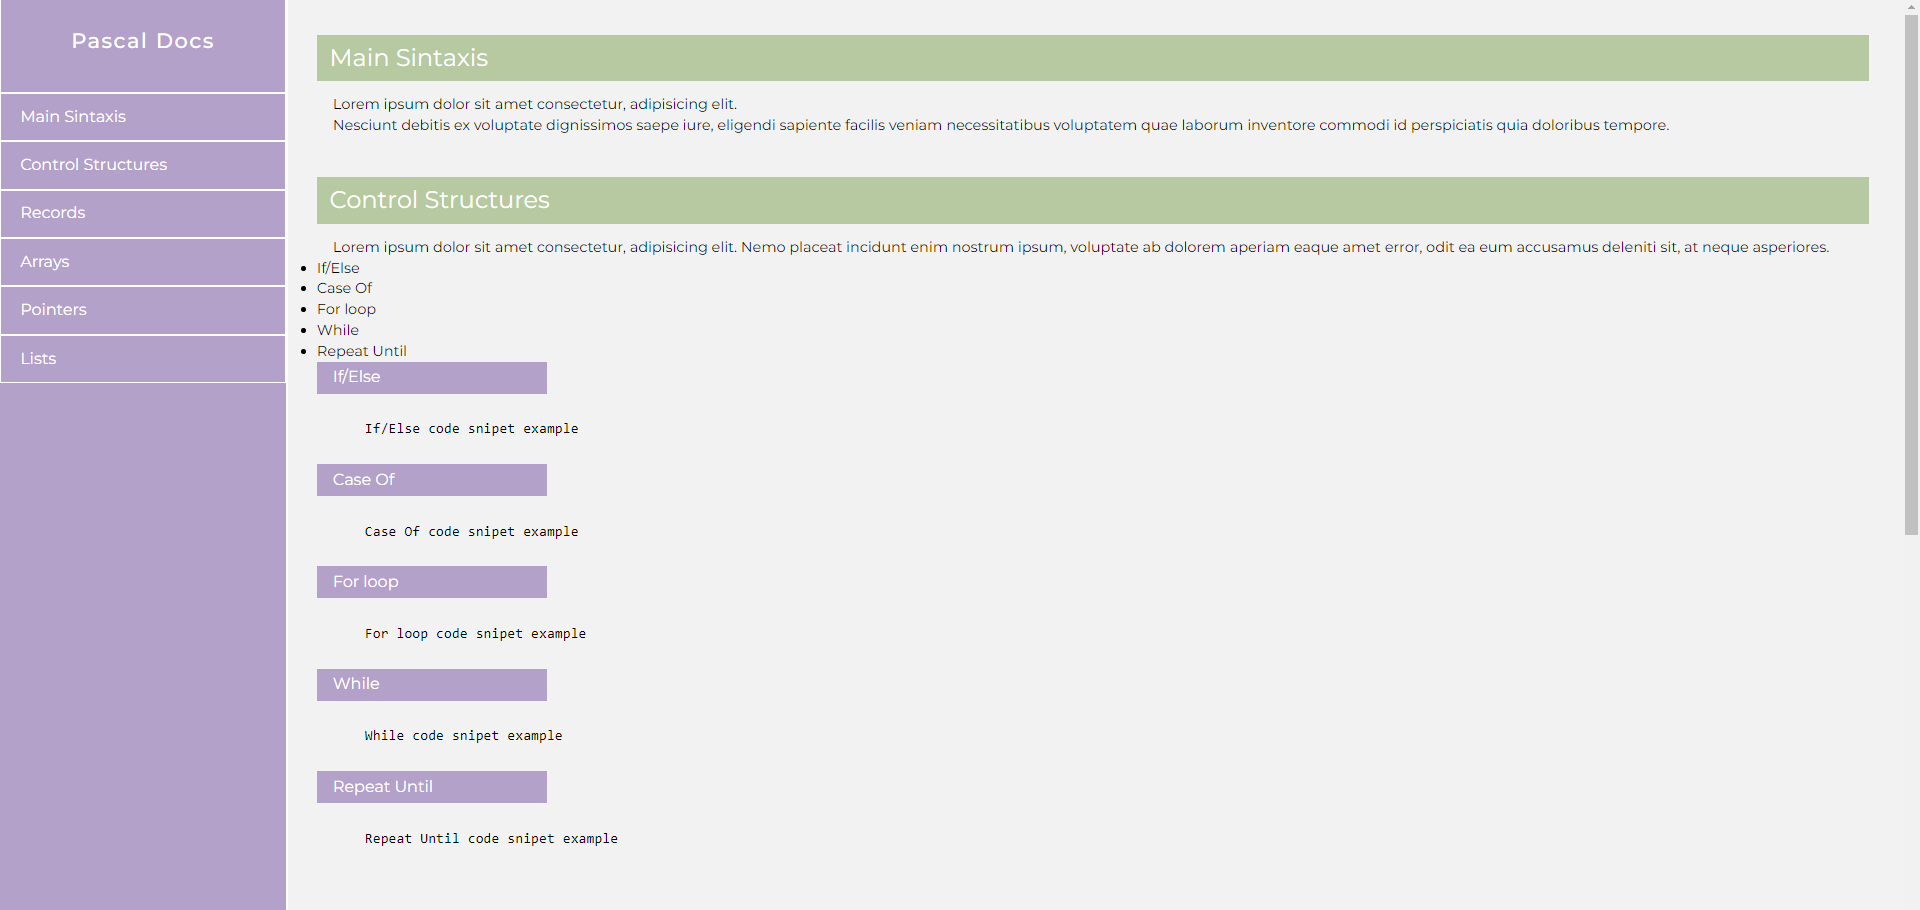 Pascal Docs
Main Sintaxis
Control Structures
Records
Arrays
Pointers
Lists
Main Sintaxis
Lorem ipsum dolor sit amet consectetur, adipisicing elit.
Nesciunt debitis ex voluptate dignissimos saepe iure, eligendi sapiente facilis veniam necessitatibus voluptatem quae laborum inventore commodi id perspiciatis quia doloribus tempore.
Control Structures
Lorem ipsum dolor sit amet consectetur, adipisicing elit. Nemo placeat incidunt enim nostrum ipsum, voluptate ab dolorem aperiam eaque amet error, odit ea eum accusamus deleniti sit, at neque asperiores.
If/Else
Case Of
For loop
While
Repeat Until
If/Else
If/Else code snipet example
Case Of
Case Of code snipet example
For loop
For loop code snipet example
While
While code snipet example
Repeat Until
Repeat Until code snipet example